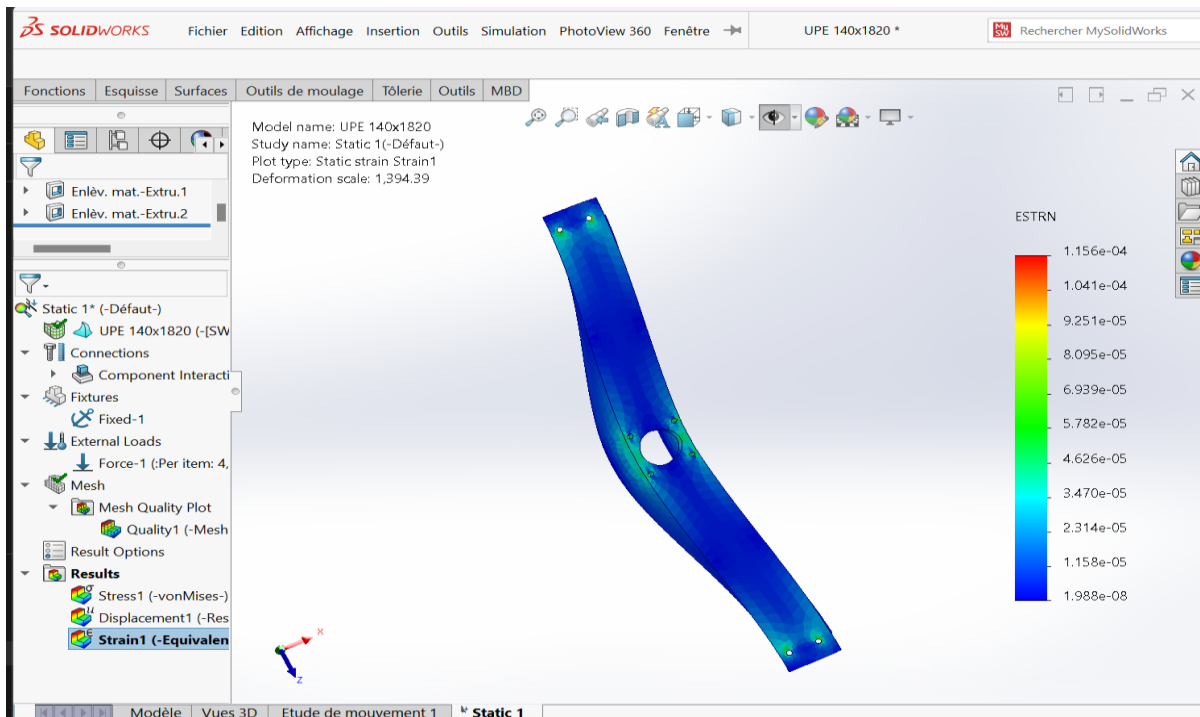 SOLIDWORKS Fichier Edition Affichage Insertion Outils Simulation PhotoView 360 Fenêtre UPE 140x1820 * Rechercher MySolidWorks
Fonctions Esquisse Surfaces Outils de moulage Tôlerie Outils MBD
Enlèv. mat.-Extru.1
Enlèv. mat.-Extru.2
Static 1* (-Défaut-)
UPE 140x1820 (-[SW
Connections
Component Interacti
Fixtures
Fixed-1
External Loads
Force-1 (:Per item: 4,
Mesh
Mesh Quality Plot
Quality1 (-Mesh
Result Options
Results
Stress1 (-vonMises-)
Displacement1 (-Res
Strain1 (-Equivalen
Model name: UPE 140x1820
Study name: Static 1(-Défaut-)
Plot type: Static strain Strain1
Deformation scale: 1,394.39
ESTRN
1.156e-04
1.041e-04
9.251e-05
8.095e-05
6.939e-05
5.782e-05
4.626e-05
3.470e-05
2.314e-05
1.158e-05
1.988e-08
x
z
Modèle Vues 3D Etude de mouvement 1 Static 1